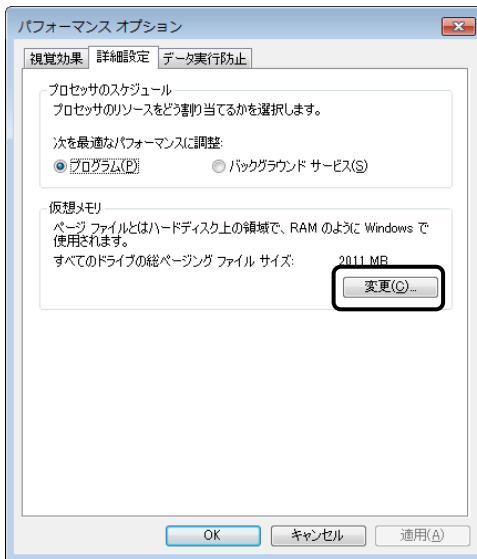 パフォーマンス オプション
視覚効果 詳細設定 データ実行防止
プロセッサのスケジュール
プロセッサのリソースをどう割り当てるかを選択します。
次を最適なパフォーマンスに調整:
プログラム(P) バックグラウンド サービス(S)
仮想メモリ
ページ ファイルとはハードディスク上の領域で、RAM のように Windows で
使用されます。
すべてのドライブの総ページング ファイル サイズ: 2011 MB
変更(C)...
OK キャンセル 適用(A)